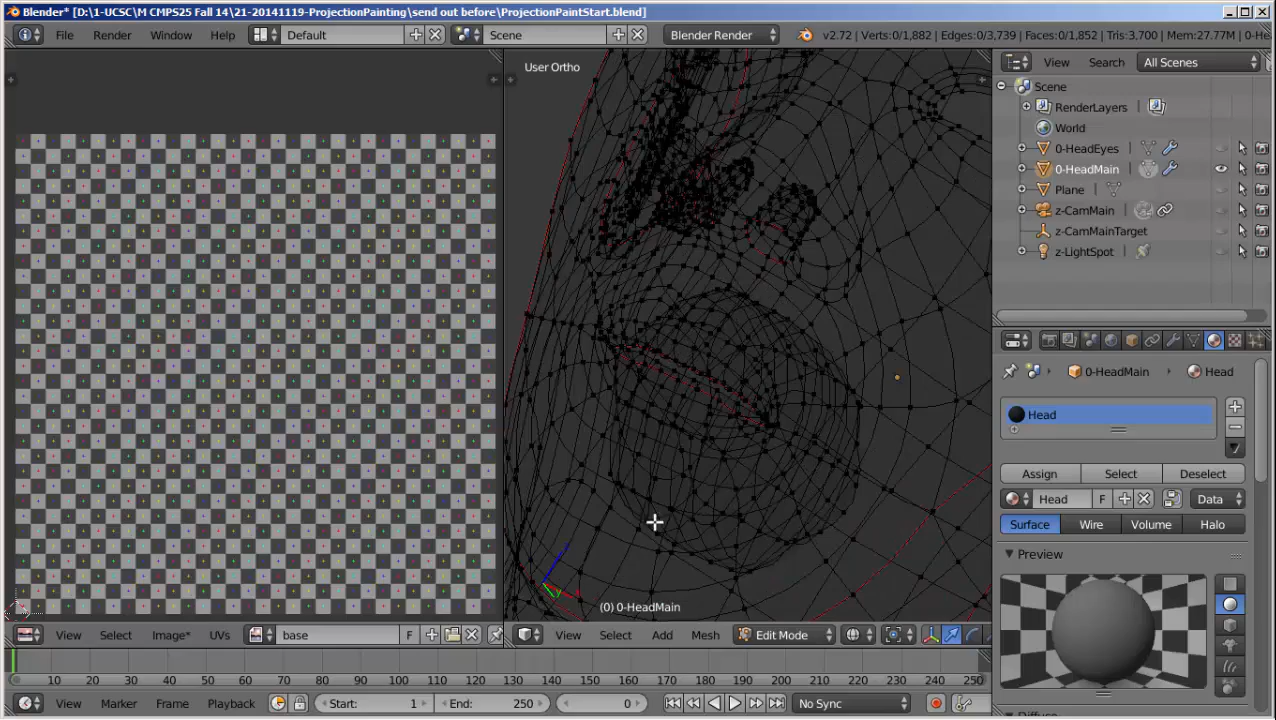 Blender* [D:\1-UCSC\M CMPS25 Fall 14\21-20141119-ProjectionPainting\send out before\ProjectionPaintStart.blend]
File Render Window Help Default Scene Blender Render v2.72 | Verts:0/1,882 | Edges:0/3,739 | Faces:0/1,852 | Tris:3,700 | Mem:27.77M | 0-He
User Ortho
View Search All Scenes
Scene
RenderLayers
World
0-HeadEyes
0-HeadMain
Plane
z-CamMain
z-CamMainTarget
z-LightSpot
0-HeadMain Head
Head
Assign Select Deselect
Head F Data
Surface Wire Volume Halo
Preview
(0) 0-HeadMain
View Select Image* UVs base F
View Select Add Mesh Edit Mode
0 10 20 30 40 50 60 70 80 90 100 110 120 130 140 150 160 170 180 190 200 210 220 230 240 250
View Marker Frame Playback Start: 1 End: 250 0 No Sync